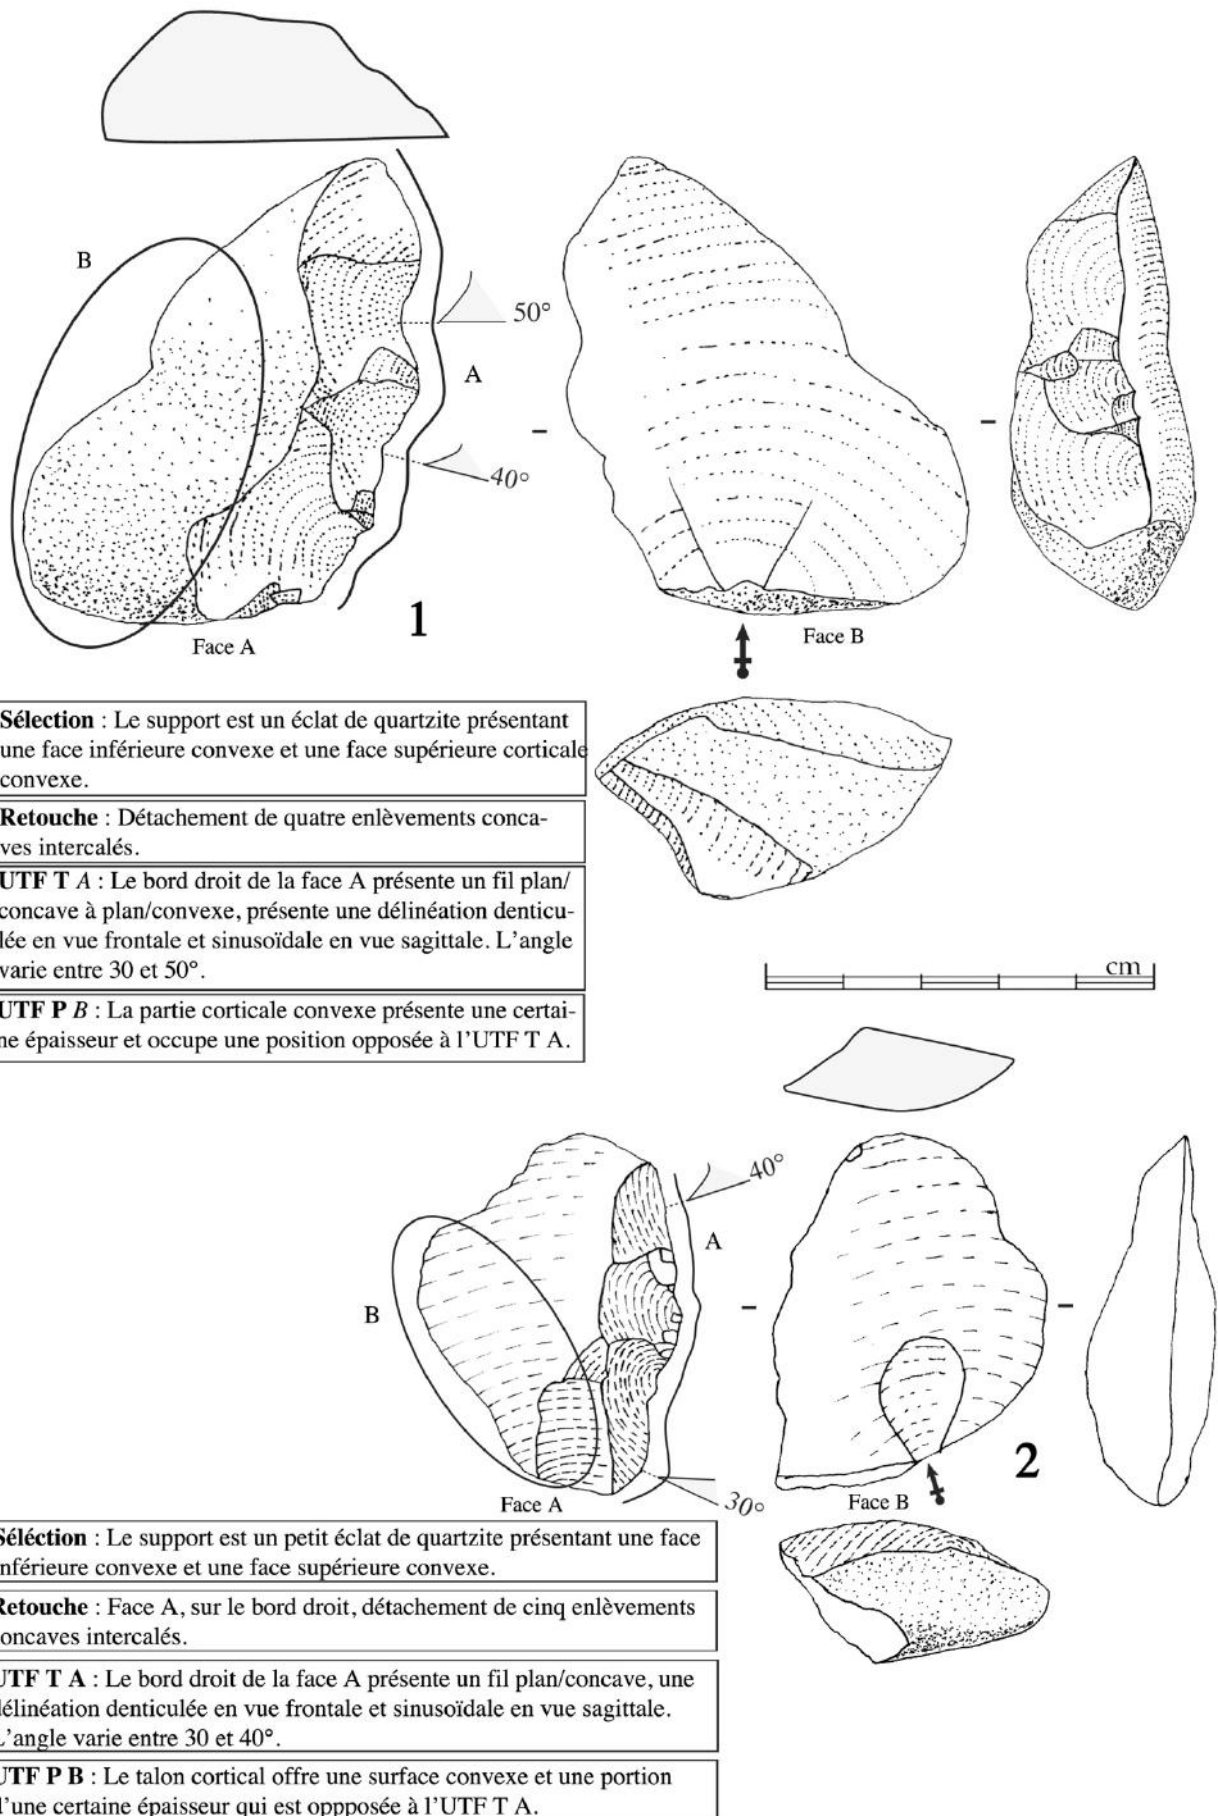 B
50°
A
40°
1
Face A
Face B
Sélection : Le support est un éclat de quartzite présentant
une face inférieure convexe et une face supérieure corticale
convexe.
Retouche : Détachement de quatre enlèvements conca-
ves intercalés.
UTF T A : Le bord droit de la face A présente un fil plan/
concave à plan/convexe, présente une délinéation denticu-
lée en vue frontale et sinusoïdale en vue sagittale. L'angle
varie entre 30 et 50°.
UTF P B : La partie corticale convexe présente une certai-
ne épaisseur et occupe une position opposée à l'UTF T A.
cm
40°
A
B
2
30°
Face A
Face B
Séléction : Le support est un petit éclat de quartzite présentant une face
inférieure convexe et une face supérieure convexe.
Retouche : Face A, sur le bord droit, détachement de cinq enlèvements
concaves intercalés.
UTF T A : Le bord droit de la face A présente un fil plan/concave, une
délinéation denticulée en vue frontale et sinusoïdale en vue sagittale.
L'angle varie entre 30 et 40°.
UTF P B : Le talon cortical offre une surface convexe et une portion
d'une certaine épaisseur qui est oppposée à l'UTF T A.